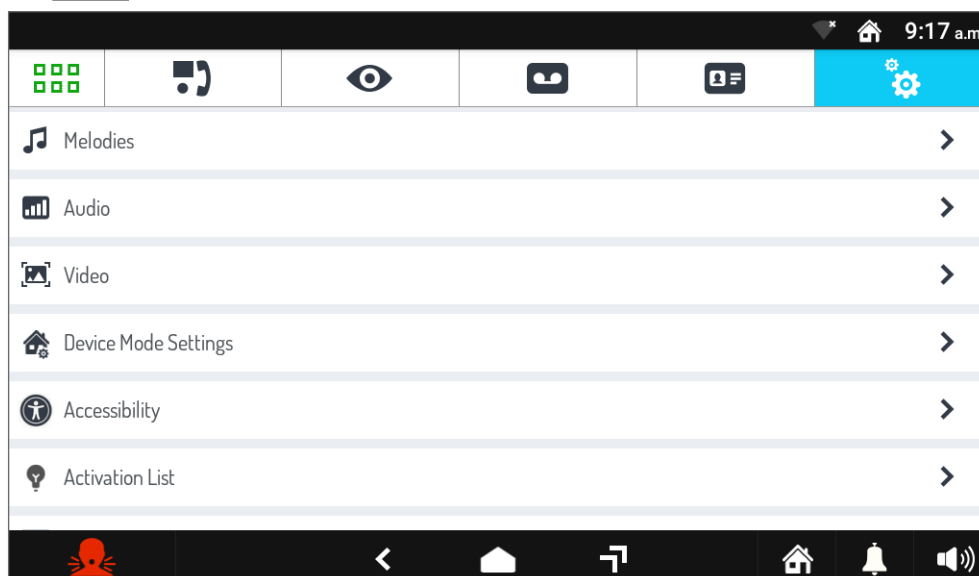 9:17 a.m
Melodies
Audio
Video
Device Mode Settings
Accessibility
Activation List